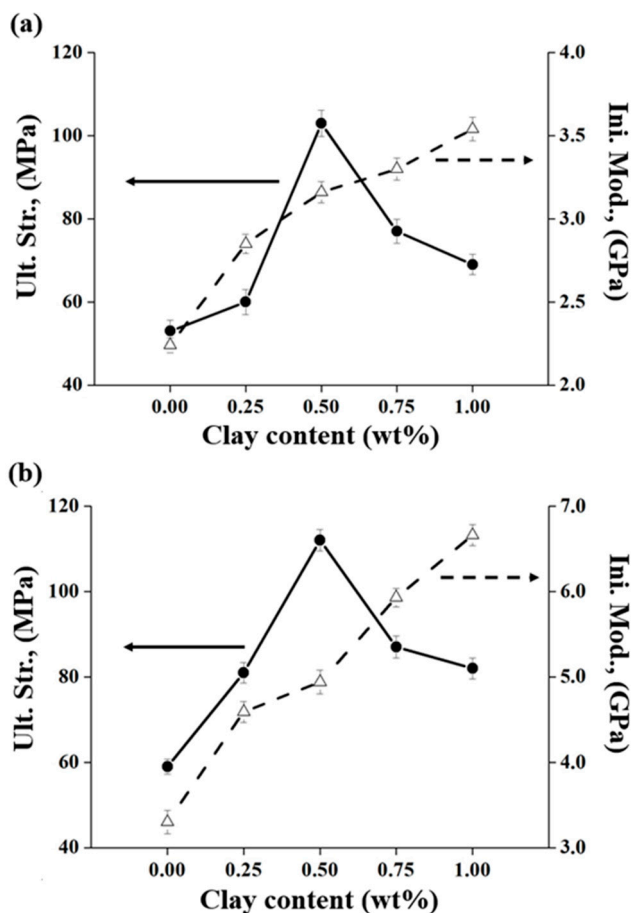 (a)
120
100
80
60
40
Ult. Str., (MPa)
4.0
3.5
3.0
2.5
2.0
Ini. Mod., (GPa)
0.00 0.25 0.50 0.75 1.00
Clay content (wt%)
(b)
120
100
80
60
40
Ult. Str., (MPa)
7.0
6.0
5.0
4.0
3.0
Ini. Mod., (GPa)
0.00 0.25 0.50 0.75 1.00
Clay content (wt%)